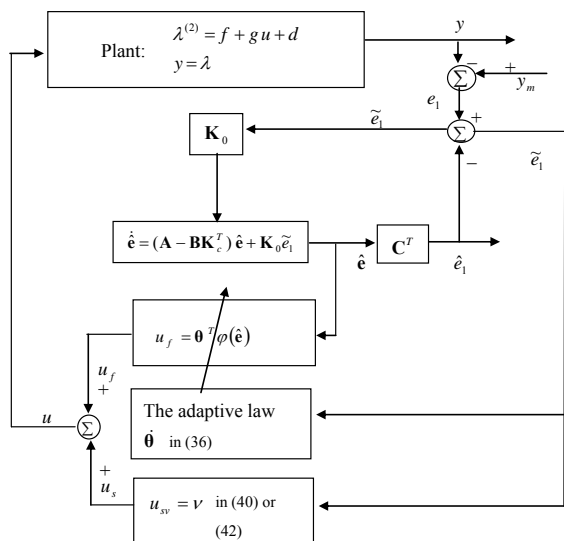 Plant: λ^(2) = f + g u + d
y = λ
y
−
Σ
+
y_m
e_1
+
ẽ_1
Σ
ẽ_1
K_0
−
ė̂ = (A − BK_c^T) ê + K_0 ẽ_1
ê
C^T
ê_1
u_f = θ^T φ(ê)
u_f
+
The adaptive law
θ̇ in (36)
u
Σ
+
u_s
u_sv = ν in (40) or
(42)